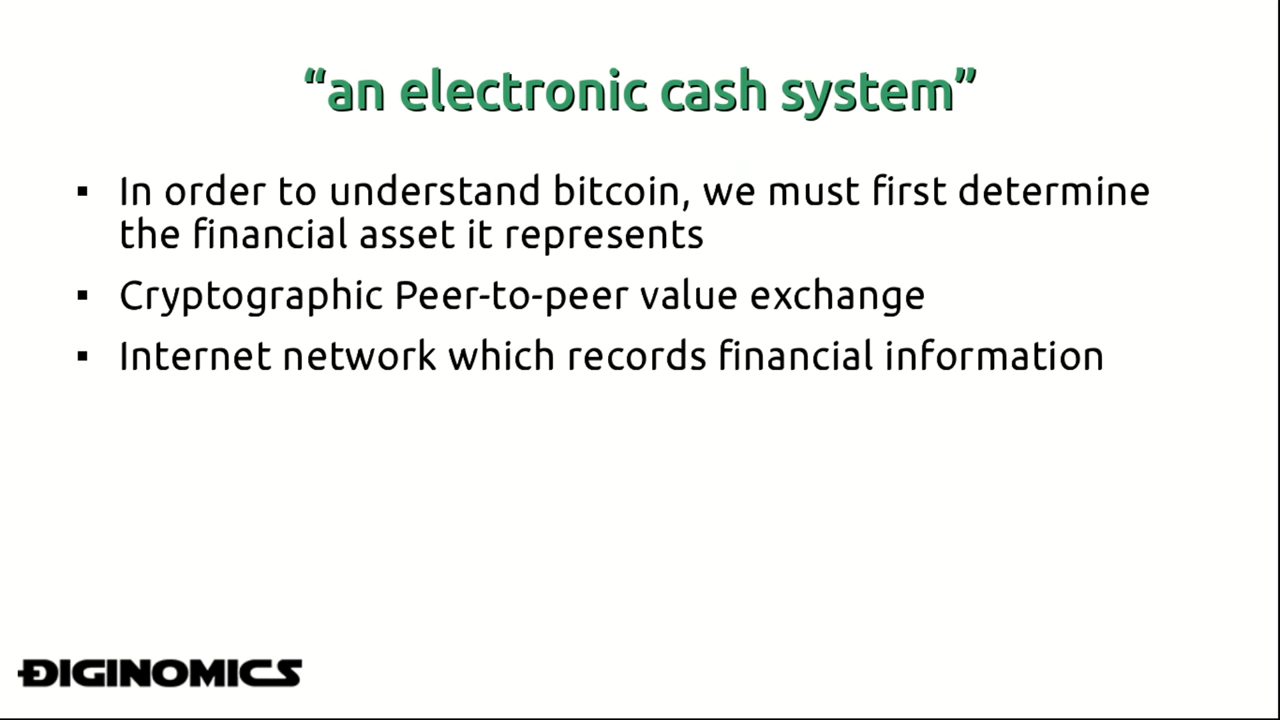 “an electronic cash system”
▪ In order to understand bitcoin, we must first determine
the financial asset it represents
▪ Cryptographic Peer-to-peer value exchange
▪ Internet network which records financial information
DIGINOMICS